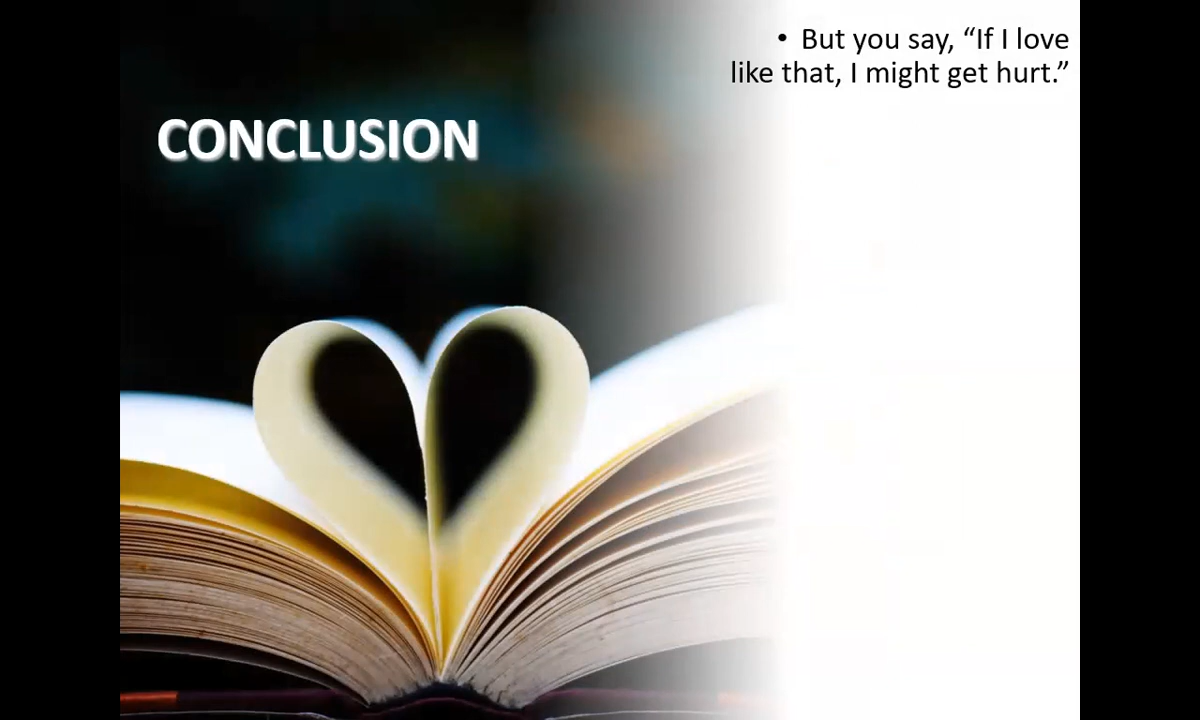 CONCLUSION
• But you say, “If I love
like that, I might get hurt.”